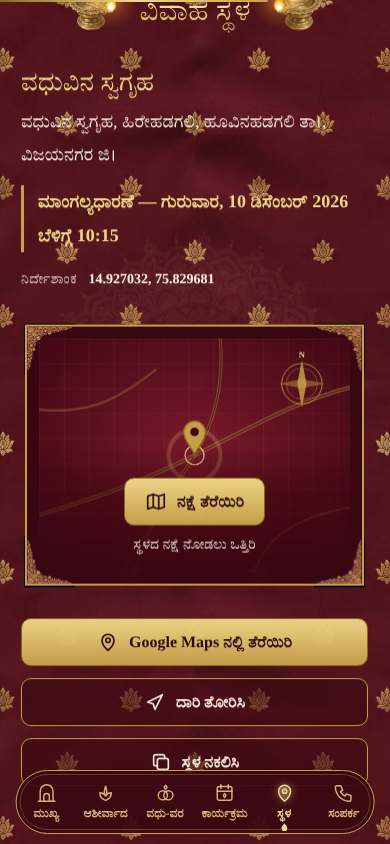 ವಿವಾಹ ಸ್ಥಳ
ವಧುವಿನ ಸ್ವಗೃಹ
ವಧುವಿನ ಸ್ವಗೃಹ, ಹಿರೇಹಡಗಲಿ, ಹೂವಿನಹಡಗಲಿ ತಾ।,
ವಿಜಯನಗರ ಜಿ।
ಮಾಂಗಲ್ಯಧಾರಣೆ — ಗುರುವಾರ, 10 ಡಿಸೆಂಬರ್ 2026
ಬೆಳಿಗ್ಗೆ 10:15
ನಿರ್ದೇಶಾಂಕ 14.927032, 75.829681
N
ನಕ್ಷೆ ತೆರೆಯಿರಿ
ಸ್ಥಳದ ನಕ್ಷೆ ನೋಡಲು ಒತ್ತಿರಿ
Google Maps ನಲ್ಲಿ ತೆರೆಯಿರಿ
ದಾರಿ ತೋರಿಸಿ
ಸ್ಥಳ ನಕಲಿಸಿ
ಮುಖ್ಯ ಆಶೀರ್ವಾದ ವಧು-ವರ ಕಾರ್ಯಕ್ರಮ ಸ್ಥಳ ಸಂಪರ್ಕ